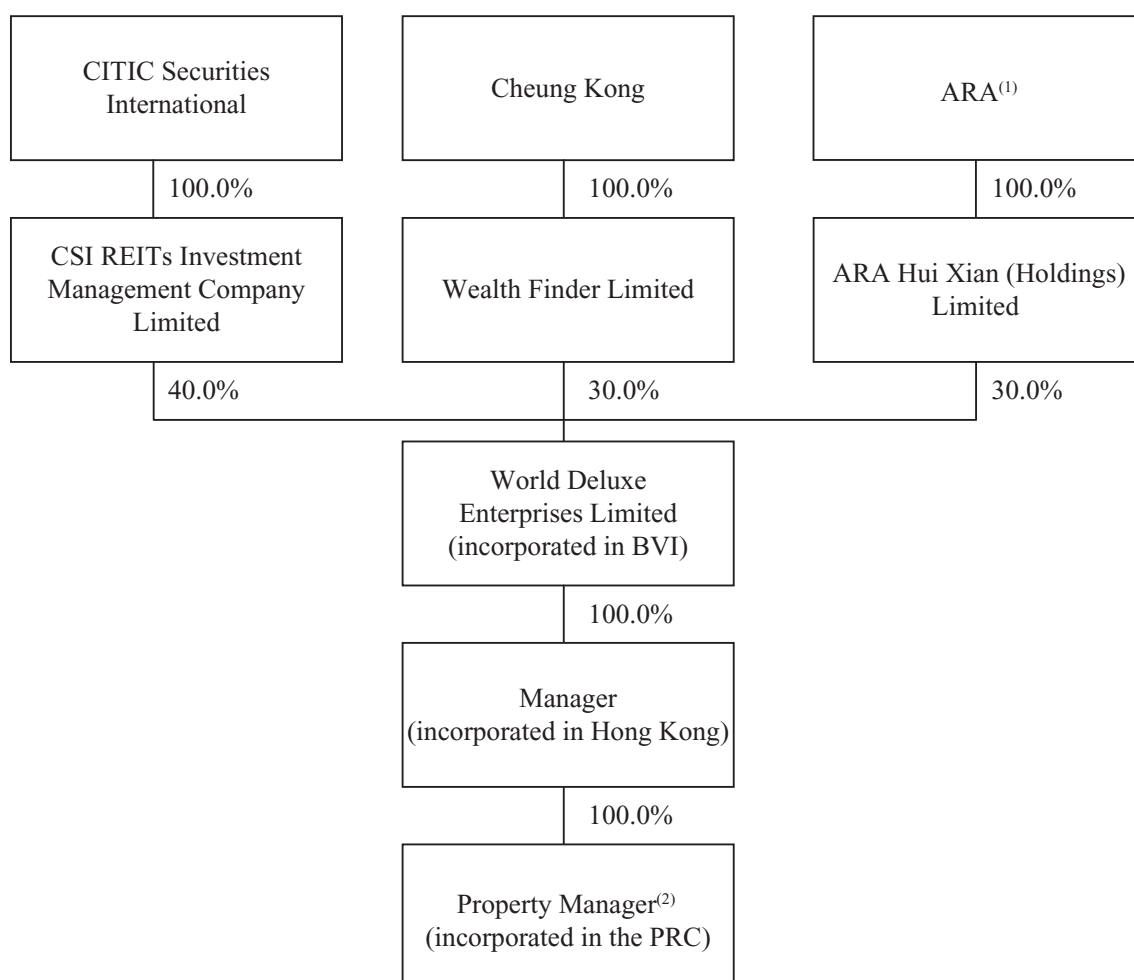 CITIC Securities
International
Cheung Kong
ARA(1)
100.0%
100.0%
100.0%
CSI REITs Investment
Management Company
Limited
Wealth Finder Limited
ARA Hui Xian (Holdings)
Limited
40.0%
30.0%
30.0%
World Deluxe
Enterprises Limited
(incorporated in BVI)
100.0%
Manager
(incorporated in Hong Kong)
100.0%
Property Manager(2)
(incorporated in the PRC)